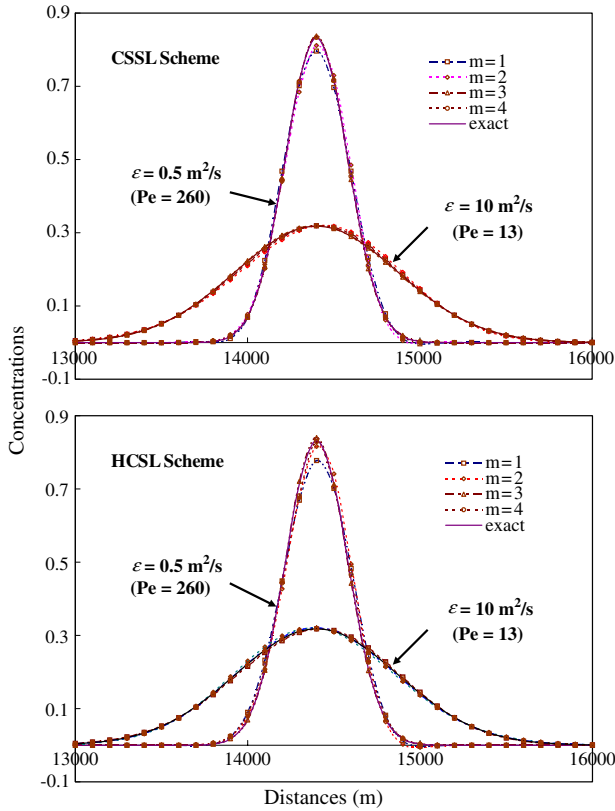 0.9
CSSL Scheme
m = 1
m = 2
m = 3
m = 4
exact
0.7
ε = 0.5 m²/s
(Pe = 260)
0.5
ε = 10 m²/s
(Pe = 13)
0.3
0.1
-0.1
13000
14000
15000
16000
Concentrations
0.9
HCSL Scheme
m = 1
m = 2
m = 3
m = 4
exact
0.7
ε = 0.5 m²/s
(Pe = 260)
0.5
ε = 10 m²/s
(Pe = 13)
0.3
0.1
-0.1
13000
14000
15000
16000
Distances (m)